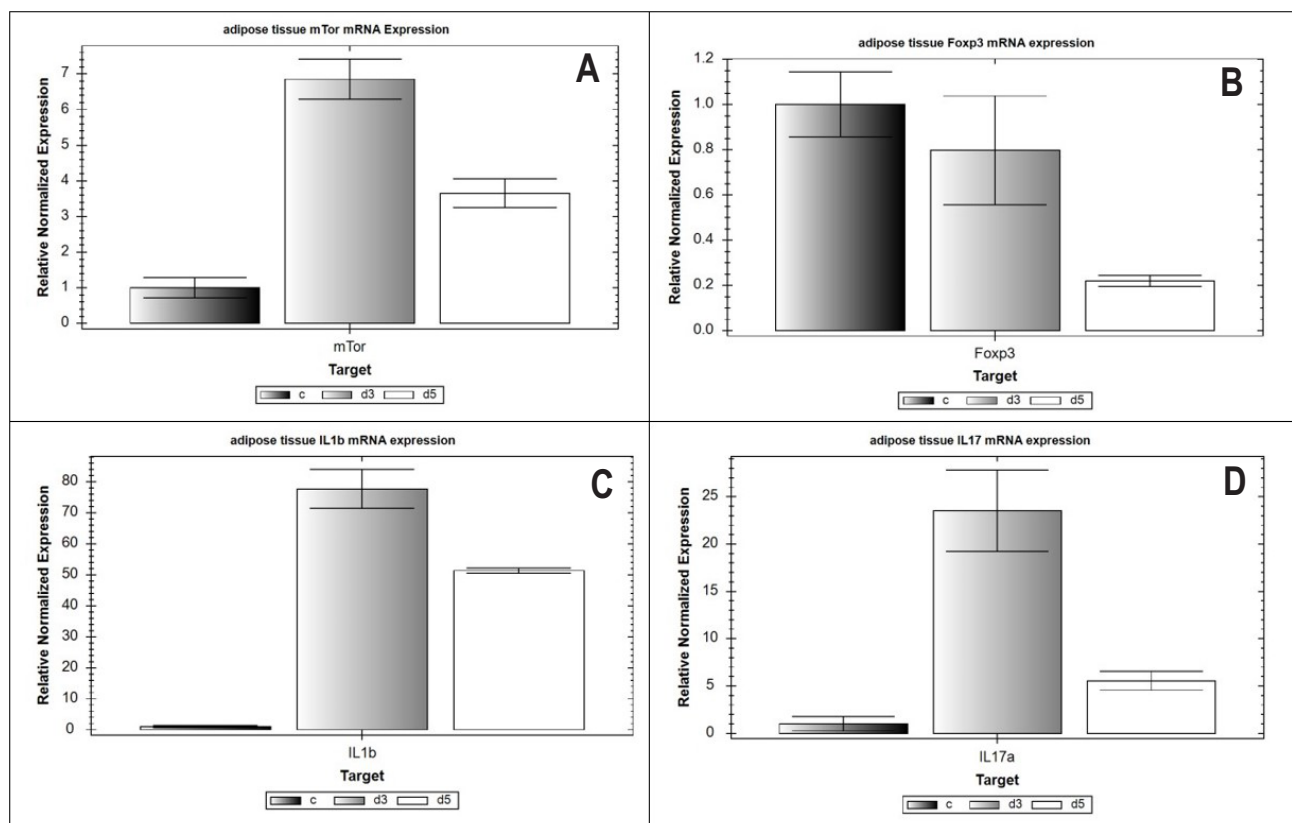 adipose tissue mTor mRNA Expression
A
Relative Normalized Expression
7
6
5
4
3
2
1
0
mTor
Target
c d3 d5
adipose tissue Foxp3 mRNA expression
B
Relative Normalized Expression
1.2
1.0
0.8
0.6
0.4
0.2
0.0
Foxp3
Target
c d3 d5
adipose tissue IL1b mRNA expression
C
Relative Normalized Expression
80
70
60
50
40
30
20
10
0
IL1b
Target
c d3 d5
adipose tissue IL17 mRNA expression
D
Relative Normalized Expression
25
20
15
10
5
0
IL17a
Target
c d3 d5